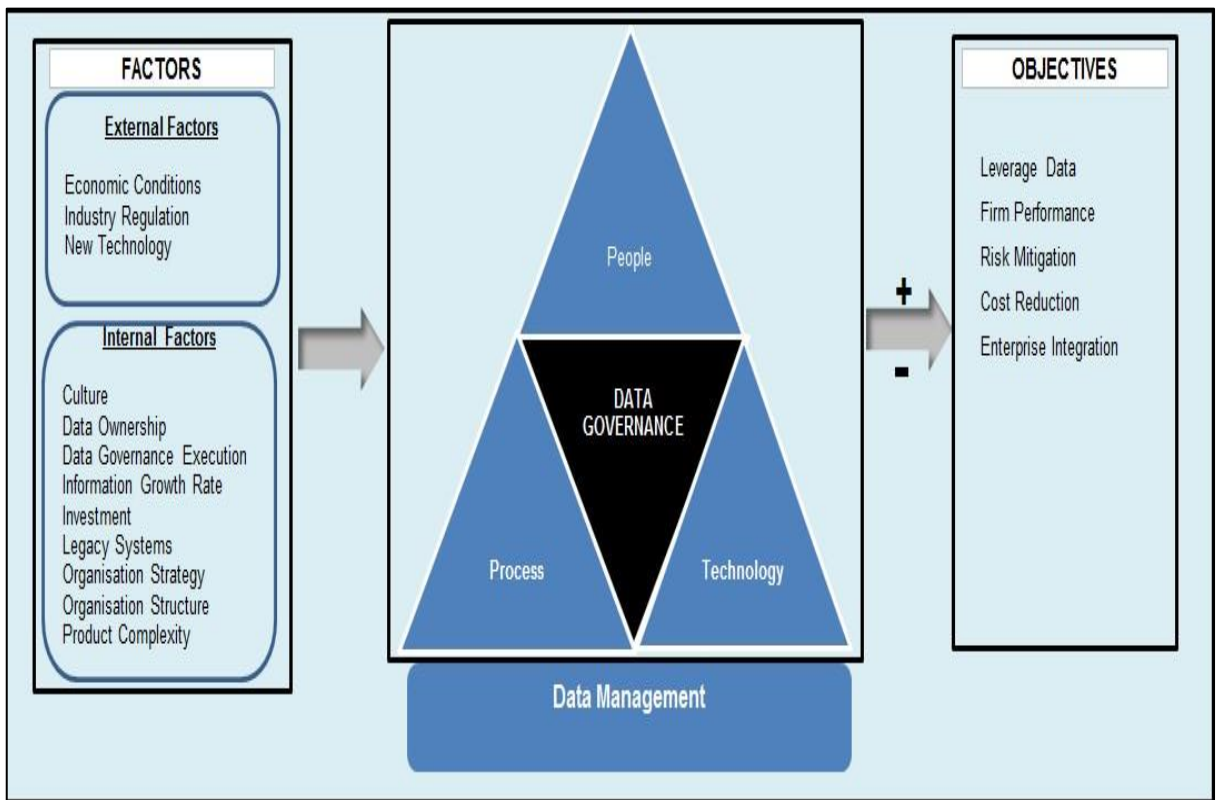 FACTORS
External Factors
Economic Conditions
Industry Regulation
New Technology
Internal Factors
Culture
Data Ownership
Data Governance Execution
Information Growth Rate
Investment
Legacy Systems
Organisation Strategy
Organisation Structure
Product Complexity
People
DATA
GOVERNANCE
Process
Technology
Data Management
+
-
OBJECTIVES
Leverage Data
Firm Performance
Risk Mitigation
Cost Reduction
Enterprise Integration